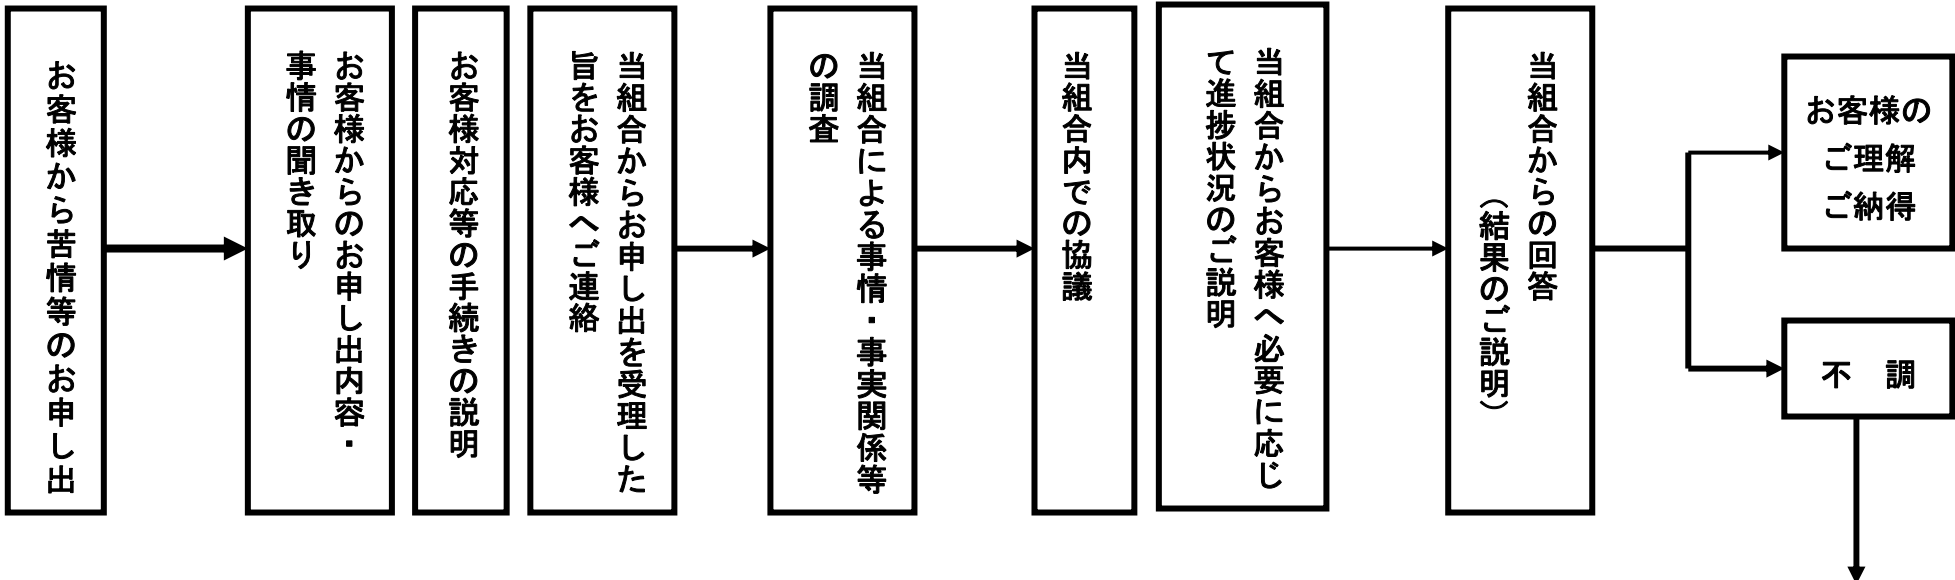 お客様から苦情等のお申し出
お客様からのお申し出内容・
事情の聞き取り
お客様対応等の手続きの説明
当組合からお申し出を受理した
旨をお客様へご連絡
当組合による事情・事実関係等
の調査
当組合内での協議
当組合からお客様へ必要に応じ
て進捗状況のご説明
当組合からの回答
（結果のご説明）
お客様の
ご理解
ご納得
不　調